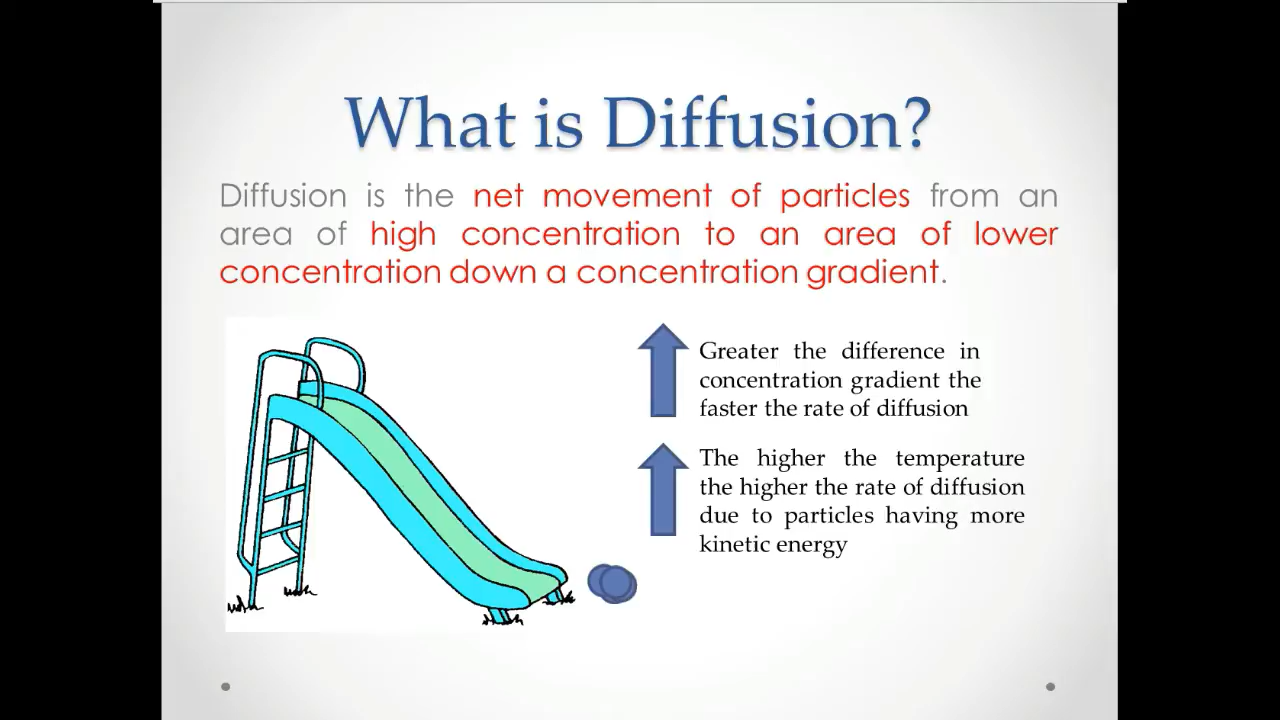 What is Diffusion?
Diffusion is the net movement of particles from an
area of high concentration to an area of lower
concentration down a concentration gradient.
Greater the difference in
concentration gradient the
faster the rate of diffusion
The higher the temperature
the higher the rate of diffusion
due to particles having more
kinetic energy